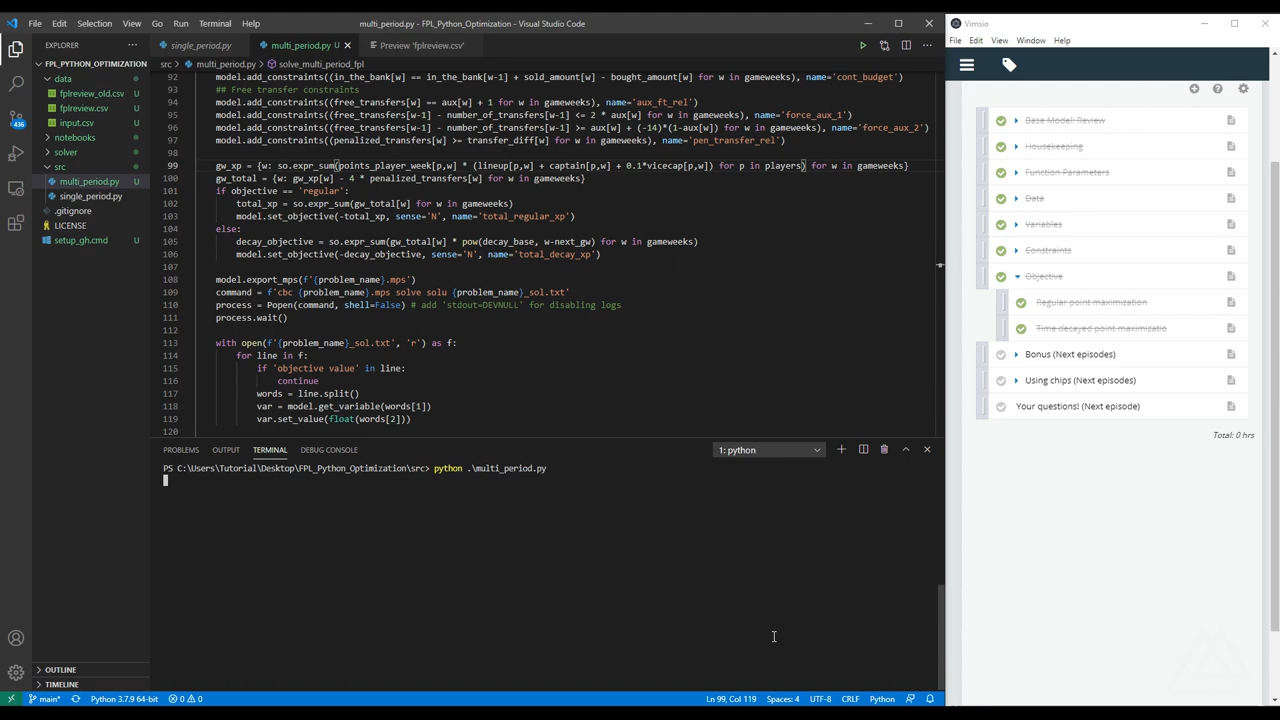 File Edit Selection View Go Run Terminal Help
multi_period.py - FPL_Python_Optimization - Visual Studio Code
EXPLORER
FPL_PYTHON_OPTIMIZATION
data
fplreview_old.csv U
fplreview.csv U
input.csv U
notebooks
solver
src
multi_period.py U
single_period.py U
.gitignore
LICENSE
setup_gh.cmd U
436
single_period.py U
multi_period.py U
Preview 'fplreview.csv'
src > multi_period.py > solve_multi_period_fpl
92 model.add_constraints((in_the_bank[w] == in_the_bank[w-1] + sold_amount[w] - bought_amount[w] for w in gameweeks), name='cont_budget')
93 ## Free transfer constraints
94 model.add_constraints((free_transfers[w] == aux[w] + 1 for w in gameweeks), name='aux_ft_rel')
95 model.add_constraints((free_transfers[w-1] - number_of_transfers[w-1] <= 2 * aux[w] for w in gameweeks), name='force_aux_1')
96 model.add_constraints((free_transfers[w-1] - number_of_transfers[w-1] >= aux[w] + (-14)*(1-aux[w]) for w in gameweeks), name='force_aux_2')
97 model.add_constraints((penalized_transfers[w] >= transfer_diff[w] for w in gameweeks), name='pen_transfer_rel')
98
99 gw_xp = {w: so.expr_sum(points_player_week[p,w] * (lineup[p,w] + captain[p,w] + 0.1*vicecap[p,w]) for p in players) for w in gameweeks}
100 gw_total = {w: gw_xp[w] - 4 * penalized_transfers[w] for w in gameweeks}
101 if objective == 'regular':
102 total_xp = so.expr_sum(gw_total[w] for w in gameweeks)
103 model.set_objective(-total_xp, sense='N', name='total_regular_xp')
104 else:
105 decay_objective = so.expr_sum(gw_total[w] * pow(decay_base, w-next_gw) for w in gameweeks)
106 model.set_objective(-decay_objective, sense='N', name='total_decay_xp')
107
108 model.export_mps(f'{problem_name}.mps')
109 command = f'cbc {problem_name}.mps solve solu {problem_name}_sol.txt'
110 process = Popen(command, shell=False) # add 'stdout=DEVNULL' for disabling logs
111 process.wait()
112
113 with open(f'{problem_name}_sol.txt', 'r') as f:
114 for line in f:
115 if 'objective value' in line:
116 continue
117 words = line.split()
118 var = model.get_variable(words[1])
119 var.set_value(float(words[2]))
120
PROBLEMS OUTPUT TERMINAL DEBUG CONSOLE
1: python
PS C:\Users\Tutorial\Desktop\FPL_Python_Optimization\src> python .\multi_period.py
OUTLINE
TIMELINE
main* Python 3.7.9 64-bit 0 0
Ln 99, Col 119 Spaces: 4 UTF-8 CRLF Python
Vimsio
File Edit View Window Help
Base Model: Review
Housekeeping
Function Parameters
Data
Variables
Constraints
Objective
Regular point maximization
Time decayed point maximizatio
Bonus (Next episodes)
Using chips (Next episodes)
Your questions! (Next episode)
Total: 0 hrs